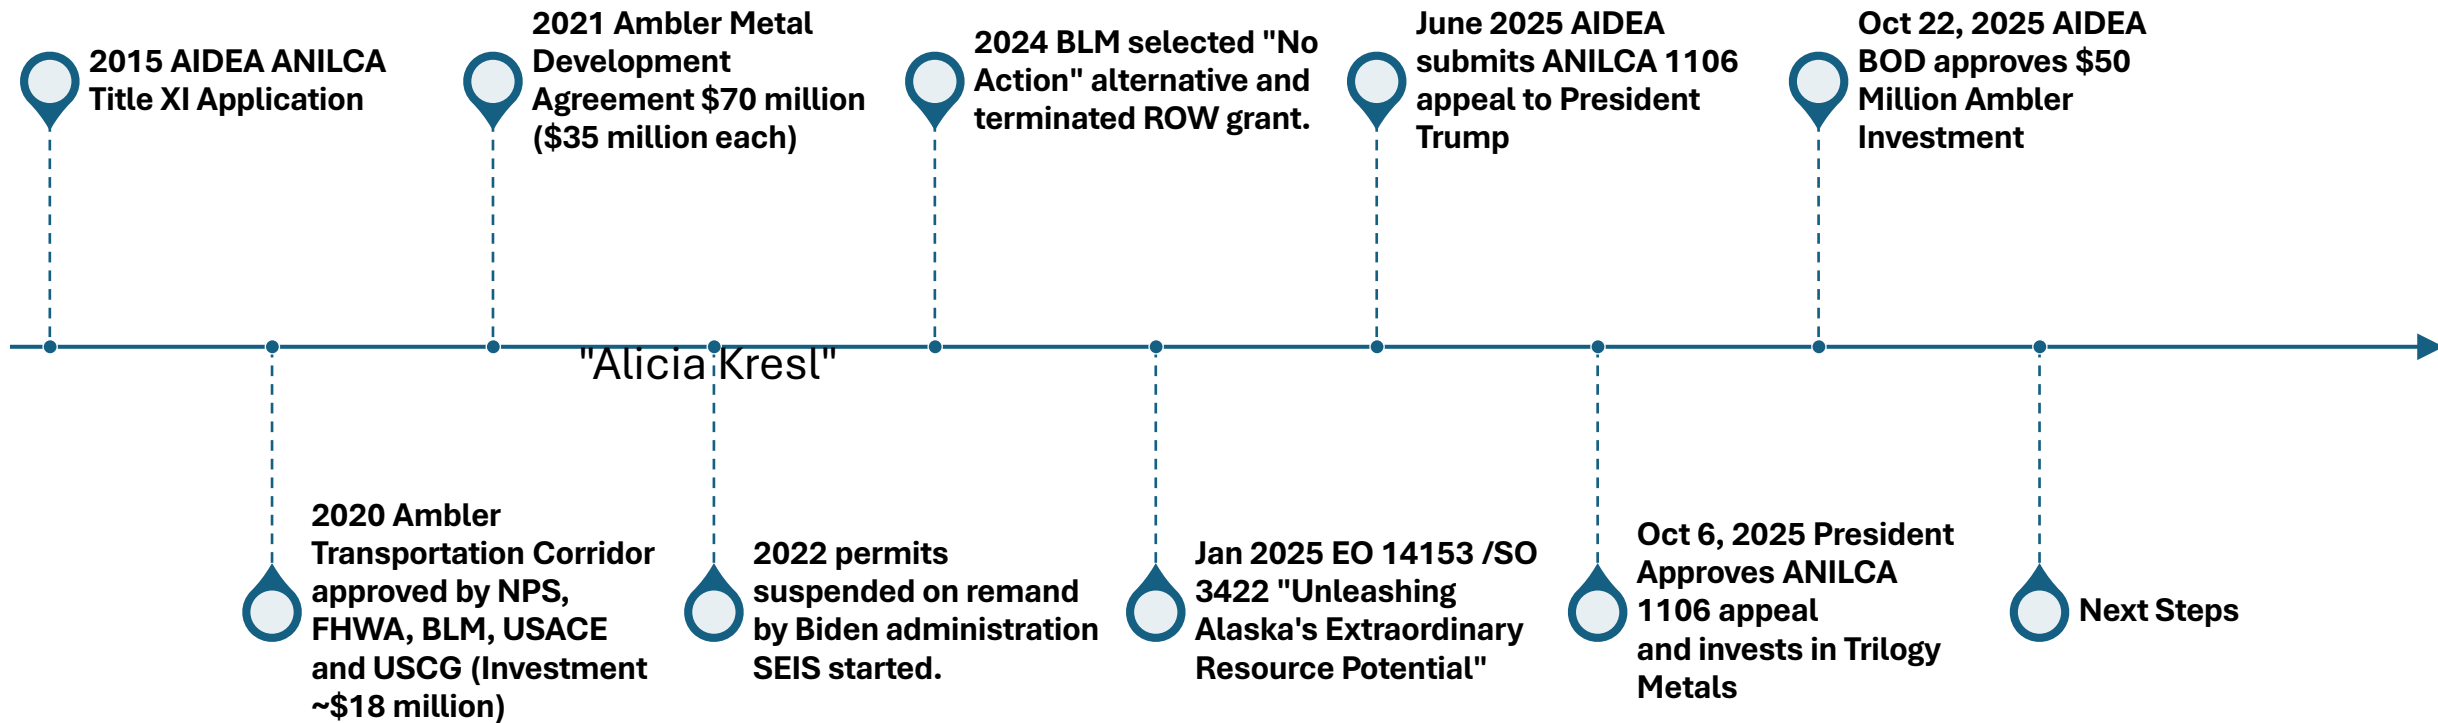 2015 AIDEA ANILCA
Title XI Application
2021 Ambler Metal
Development
Agreement $70 million
($35 million each)
2024 BLM selected "No
Action" alternative and
terminated ROW grant.
June 2025 AIDEA
submits ANILCA 1106
appeal to President
Trump
Oct 22, 2025 AIDEA
BOD approves $50
Million Ambler
Investment
"Alicia Kresl"
2020 Ambler
Transportation Corridor
approved by NPS,
FHWA, BLM, USACE
and USCG (Investment
~$18 million)
2022 permits
suspended on remand
by Biden administration
SEIS started.
Jan 2025 EO 14153 /SO
3422 "Unleashing
Alaska's Extraordinary
Resource Potential"
Oct 6, 2025 President
Approves ANILCA
1106 appeal
and invests in Trilogy
Metals
Next Steps